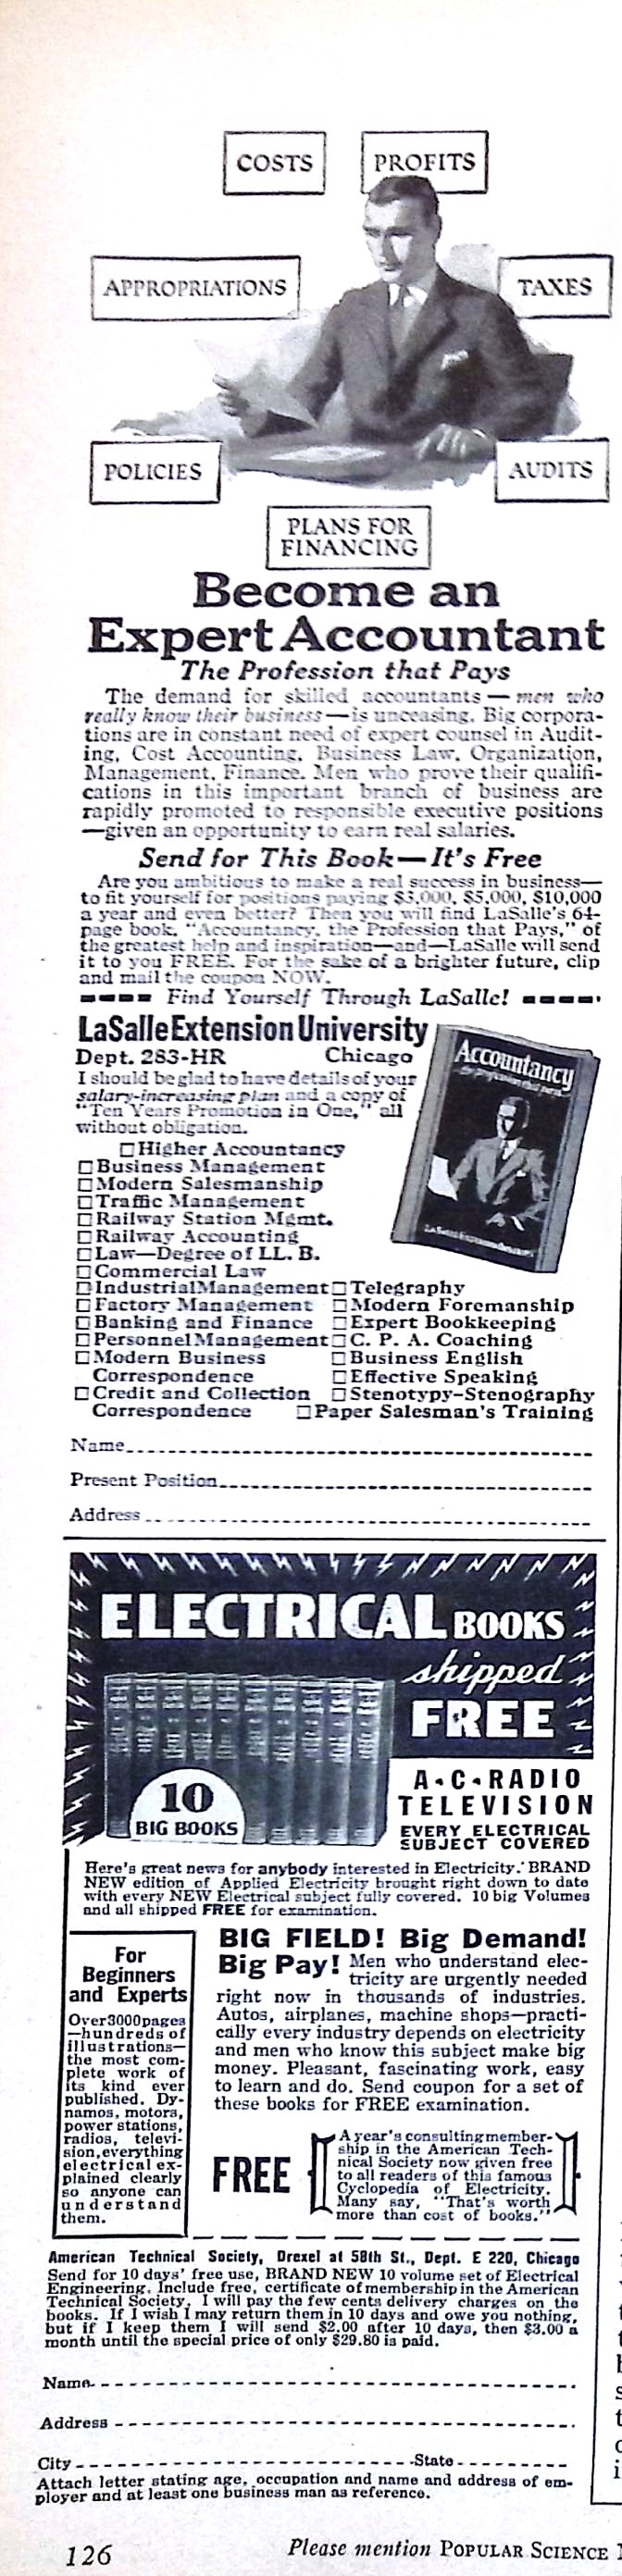 COSTS
PROFITS
APPROPRIATIONS
TAXES
POLICIES
AUDITS
PLANS FOR
FINANCING
Become an
Expert Accountant
The Profession that Pays
The demand for skilled accountants — men who
really know their business—is unceasing. Big corpora-
tions are in constant need of expert counsel in Audit-
ing, Cost Accounting, Business Law, Organization,
Management, Finance. Men who prove their qualifi-
cations in this important branch of business are
rapidly promoted to responsible executive positions
—given an opportunity to earn real salaries.
Send for This Book—It's Free
Are you ambitious to make a real success in business—
to fit yourself for positions paying $3,000, $5,000, $10,000
a year and even better? Then you will find LaSalle's 64-
page book, "Accountancy, the Profession that Pays," of
the greatest help and inspiration—and—LaSalle will send
it to you FREE. For the sake of a brighter future, clip
and mail the coupon NOW.
Find Yourself Through LaSalle!
LaSalle Extension University
Dept. 283-HR Chicago
I should be glad to have details of your
salary-increasing plan and a copy of
"Ten Years Promotion in One," all
without obligation.
Accountancy
the profession that pays
LaSalle Extension University
☐ Higher Accountancy
☐ Business Management
☐ Modern Salesmanship
☐ Traffic Management
☐ Railway Station Mgmt.
☐ Railway Accounting
☐ Law—Degree of LL. B.
☐ Commercial Law
☐ Industrial Management ☐ Telegraphy
☐ Factory Management ☐ Modern Foremanship
☐ Banking and Finance ☐ Expert Bookkeeping
☐ Personnel Management ☐ C. P. A. Coaching
☐ Modern Business ☐ Business English
Correspondence ☐ Effective Speaking
☐ Credit and Collection ☐ Stenotypy-Stenography
Correspondence ☐ Paper Salesman's Training
Name
Present Position
Address
ELECTRICAL BOOKS
shipped
FREE
10
BIG BOOKS
A·C·RADIO
TELEVISION
EVERY ELECTRICAL
SUBJECT COVERED
Here's great news for anybody interested in Electricity. BRAND
NEW edition of Applied Electricity brought right down to date
with every NEW Electrical subject fully covered. 10 big Volumes
and all shipped FREE for examination.
For
Beginners
and Experts
Over 3000 pages
—hundreds of
illustrations—
the most com-
plete work of
its kind ever
published. Dy-
namos, motors,
power stations,
radios, televi-
sion, everything
electrical ex-
plained clearly
so anyone can
understand
them.
BIG FIELD! Big Demand!
Big Pay! Men who understand elec-
tricity are urgently needed
right now in thousands of industries.
Autos, airplanes, machine shops—practi-
cally every industry depends on electricity
and men who know this subject make big
money. Pleasant, fascinating work, easy
to learn and do. Send coupon for a set of
these books for FREE examination.
FREE
A year's consulting member-
ship in the American Tech-
nical Society now given free
to all readers of this famous
Cyclopedia of Electricity.
Many say, "That's worth
more than cost of books."
American Technical Society, Drexel at 58th St., Dept. E 220, Chicago
Send for 10 days' free use, BRAND NEW 10 volume set of Electrical
Engineering. Include free, certificate of membership in the American
Technical Society. I will pay the few cents delivery charges on the
books. If I wish I may return them in 10 days and owe you nothing,
but if I keep them I will send $2.00 after 10 days, then $3.00 a
month until the special price of only $29.80 is paid.
Name
Address
City State
Attach letter stating age, occupation and name and address of em-
ployer and at least one business man as reference.
126
Please mention POPULAR SCIENCE